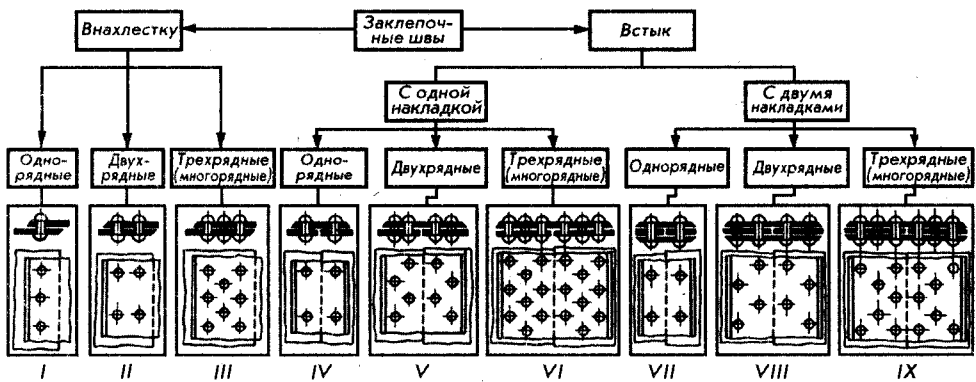 Заклепоч-
ные швы
Внахлестку
Встык
С одной
накладкой
С двумя
накладками
Одно-
рядные
Двух-
рядные
Трехрядные
(многорядные)
Одно-
рядные
Двухрядные
Трехрядные
(многорядные)
Однорядные
Двухрядные
Трехрядные
(многорядные)
I
II
III
IV
V
VI
VII
VIII
IX